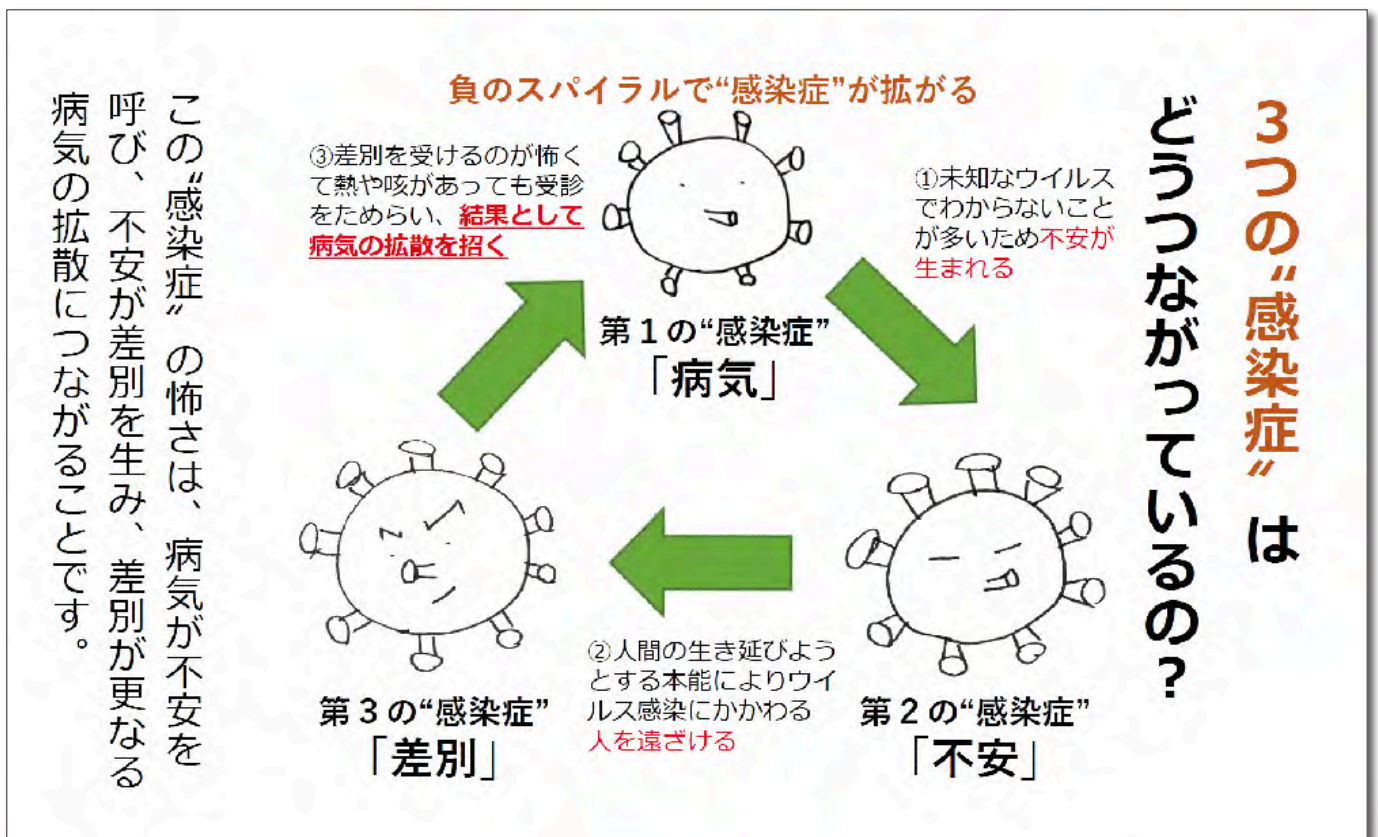 3つの“感染症”は
どうつながっているの?
負のスパイラルで“感染症”が拡がる
①未知なウイルス
でわからないこと
が多いため不安が
生まれる
第1の“感染症”
「病気」
第2の“感染症”
「不安」
②人間の生き延びよう
とする本能によりウイ
ルス感染にかかわる
人を遠ざける
第3の“感染症”
「差別」
③差別を受けるのが怖く
て熱や咳があっても受診
をためらい、結果として
病気の拡散を招く
この“感染症”の怖さは、病気が不安を
呼び、不安が差別を生み、差別が更なる
病気の拡散につながることです。